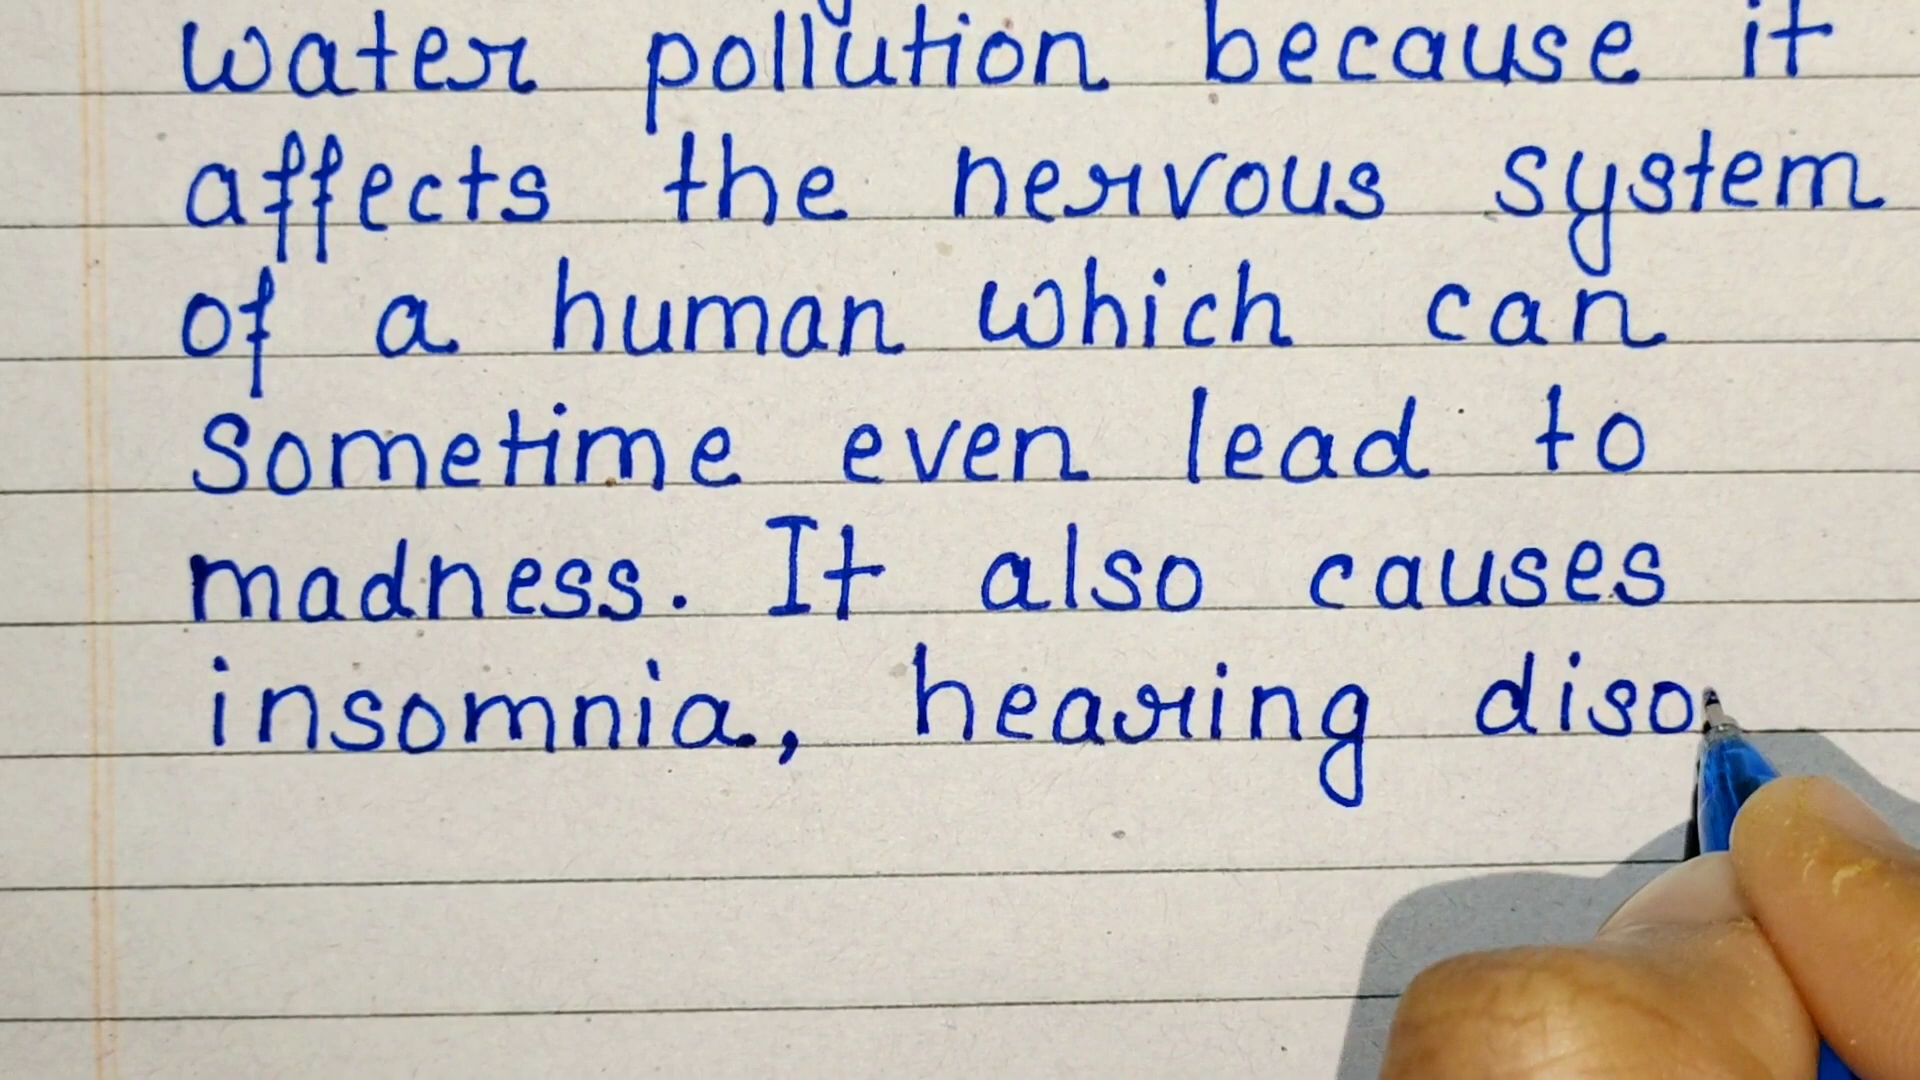 water pollution because it
affects the nervous system
of a human which can
Sometime even lead to
madness. It also causes
insomnia, hearing diso